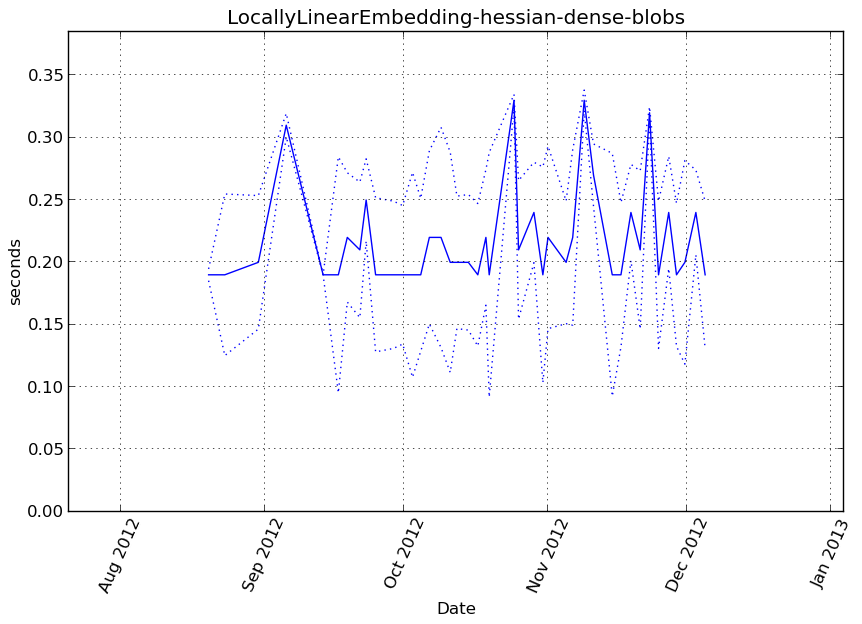 LocallyLinearEmbedding-hessian-dense-blobs
0.35
0.30
0.25
0.20
0.15
0.10
0.05
0.00
seconds
Aug 2012
Sep 2012
Oct 2012
Nov 2012
Dec 2012
Jan 2013
Date